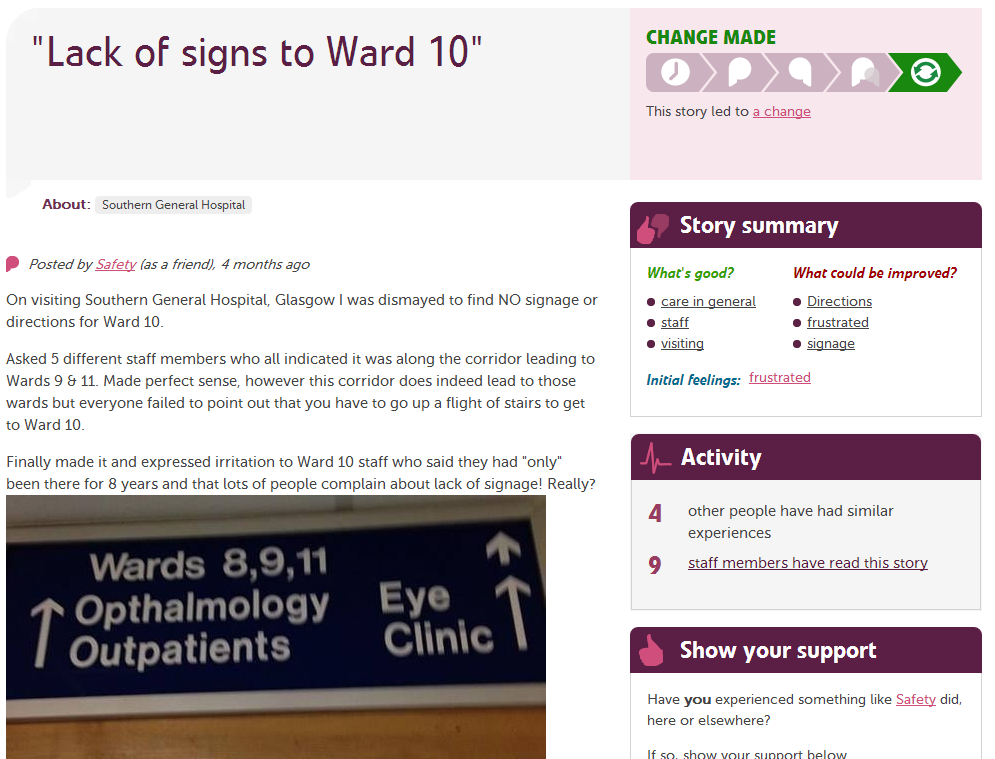 "Lack of signs to Ward 10"
CHANGE MADE
This story led to a change
About: Southern General Hospital
Posted by Safety (as a friend), 4 months ago
On visiting Southern General Hospital, Glasgow I was dismayed to find NO signage or
directions for Ward 10.
Asked 5 different staff members who all indicated it was along the corridor leading to
Wards 9 & 11. Made perfect sense, however this corridor does indeed lead to those
wards but everyone failed to point out that you have to go up a flight of stairs to get
to Ward 10.
Finally made it and expressed irritation to Ward 10 staff who said they had "only"
been there for 8 years and that lots of people complain about lack of signage! Really?
Wards 8,9,11
Opthalmology
Outpatients
Eye
Clinic
Story summary
What's good?
care in general
staff
visiting
What could be improved?
Directions
frustrated
signage
Initial feelings: frustrated
Activity
4 other people have had similar
experiences
9 staff members have read this story
Show your support
Have you experienced something like Safety did,
here or elsewhere?
If so, show your support below